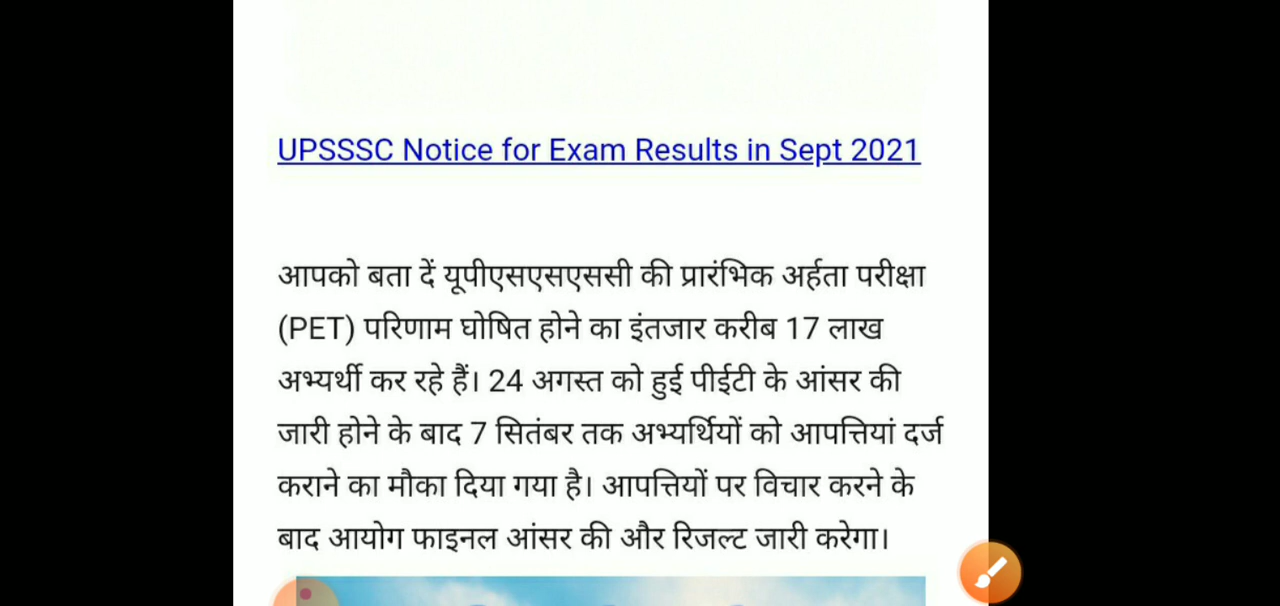 UPSSSC Notice for Exam Results in Sept 2021
आपको बता दें यूपीएसएसएससी की प्रारंभिक अर्हता परीक्षा
(PET) परिणाम घोषित होने का इंतजार करीब 17 लाख
अभ्यर्थी कर रहे हैं। 24 अगस्त को हुई पीईटी के आंसर की
जारी होने के बाद 7 सितंबर तक अभ्यर्थियों को आपत्तियां दर्ज
कराने का मौका दिया गया है। आपत्तियों पर विचार करने के
बाद आयोग फाइनल आंसर की और रिजल्ट जारी करेगा।